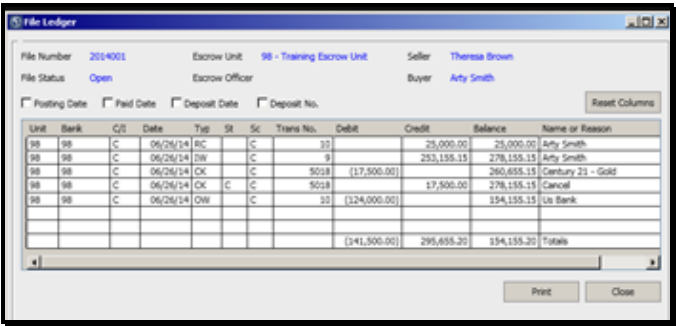 File Ledger
File Number 2014001 Escrow Unit 98 - Training Escrow Unit Seller Theresa Brown
File Status Open Escrow Officer Buyer Arty Smith
Posting Date Paid Date Deposit Date Deposit No. Reset Columns
Unit Bank C/I Date Typ St Sc Trans No. Debit Credit Balance Name or Reason
98 98 C 06/26/14 RC C 10 25,000.00 25,000.00 Arty Smith
98 98 C 06/26/14 IW C 9 253,155.15 278,155.15 Arty Smith
98 98 C 06/26/14 CK C 5018 (17,500.00) 260,655.15 Century 21 - Gold
98 98 C 06/26/14 CK C C 5018 17,500.00 278,155.15 Cancel
98 98 C 06/26/14 OW C 10 (124,000.00) 154,155.15 Us Bank
(141,500.00) 295,655.20 154,155.20 Totals
Print Close